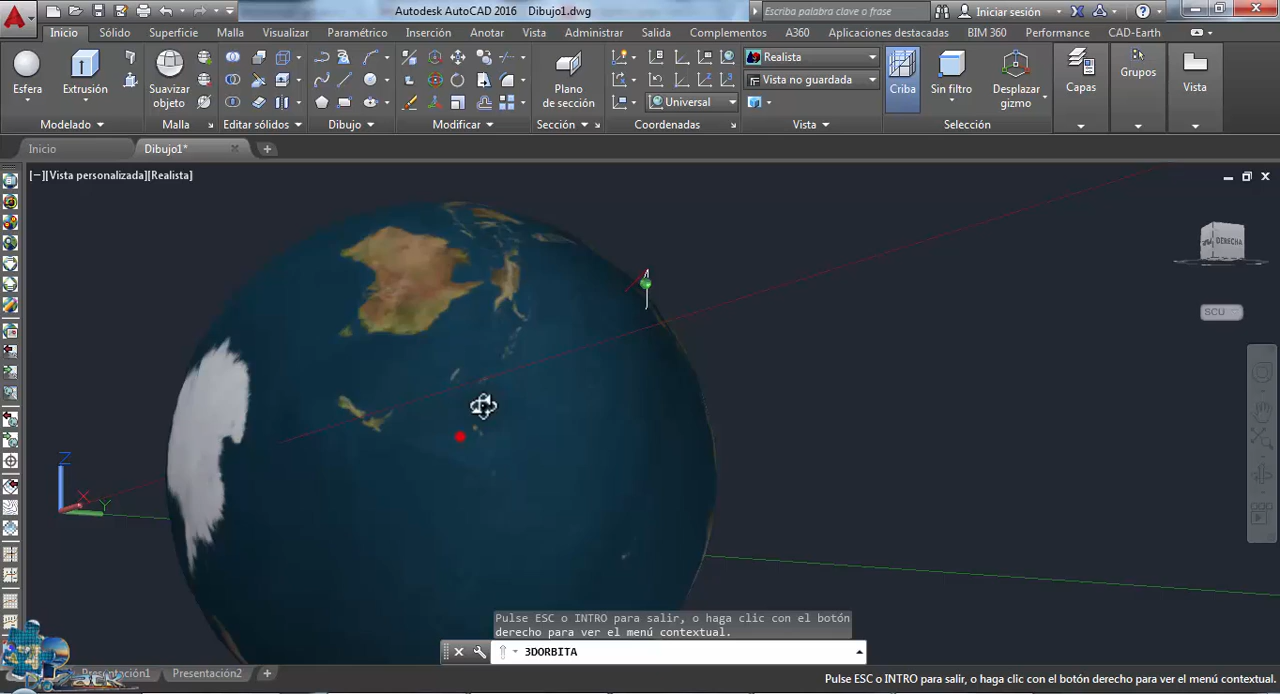 Autodesk AutoCAD 2016 Dibujo1.dwg
Escriba palabra clave o frase
Iniciar sesión
Inicio Sólido Superficie Malla Visualizar Paramétrico Inserción Anotar Vista Administrar Salida Complementos A360 Aplicaciones destacadas BIM 360 Performance CAD-Earth
Esfera
Extrusión
Suavizar
objeto
Plano
de sección
Realista
Vista no guardada
Universal
Criba
Sin filtro
Desplazar
gizmo
Capas
Grupos
Vista
Modelado Malla Editar sólidos Dibujo Modificar Sección Coordenadas Vista Selección
Inicio Dibujo1*
[−][Vista personalizada][Realista]
DERECHA
SCU
Z
X
Y
Pulse ESC o INTRO para salir, o haga clic con el botón
derecho para ver el menú contextual.
3DORBITA
Presentación1 Presentación2
Pulse ESC o INTRO para salir, o haga clic con el botón derecho para ver el menú contextual.